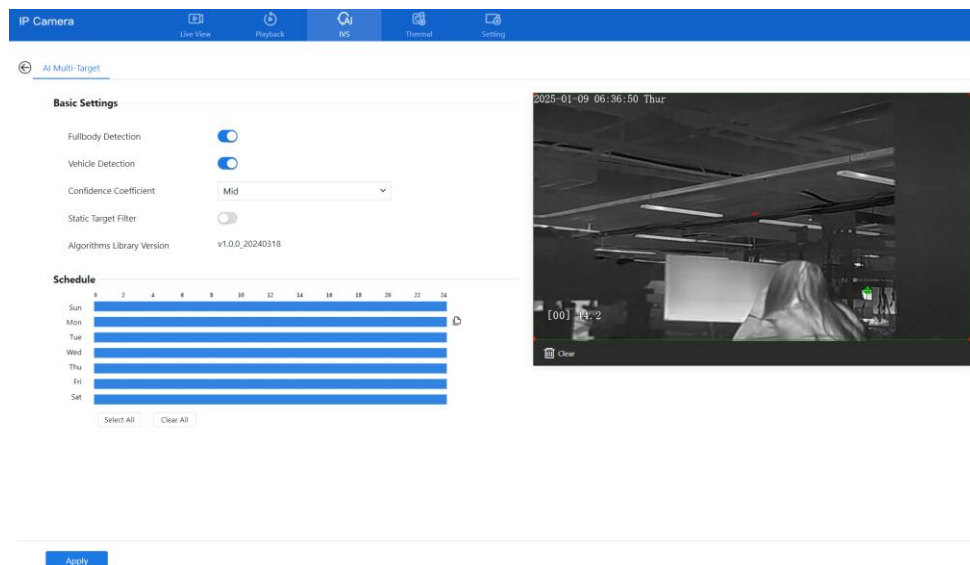 IP Camera
Live View
Playback
IVS
Thermal
Setting
AI Multi-Target
Basic Settings
Fullbody Detection
Vehicle Detection
Confidence Coefficient Mid
Static Target Filter
Algorithms Library Version v1.0.0_20240318
Schedule
0 2 4 6 8 10 12 14 16 18 20 22 24
Sun
Mon
Tue
Wed
Thu
Fri
Sat
Select All Clear All
2025-01-09 06:36:50 Thur
[00] 44.2
Clear
Apply